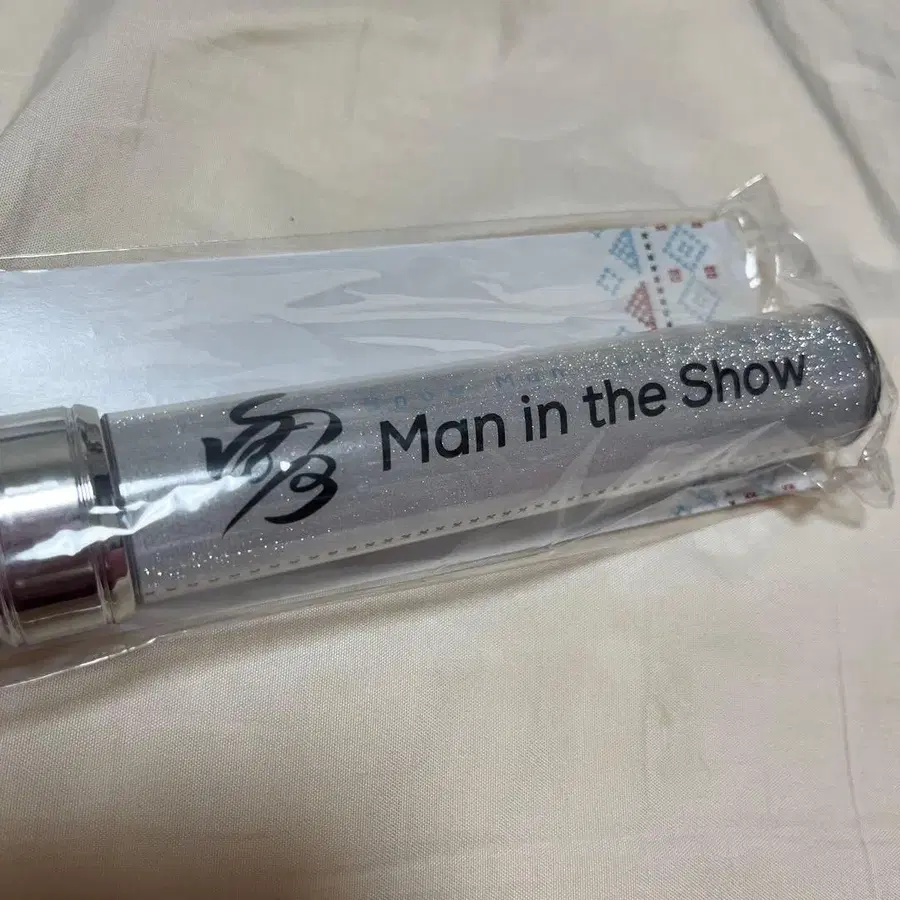 Man in the Show